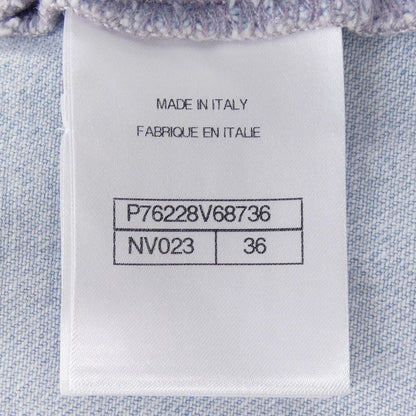 MADE IN ITALY
FABRIQUE EN ITALIE
P76228V68736
NV023 36